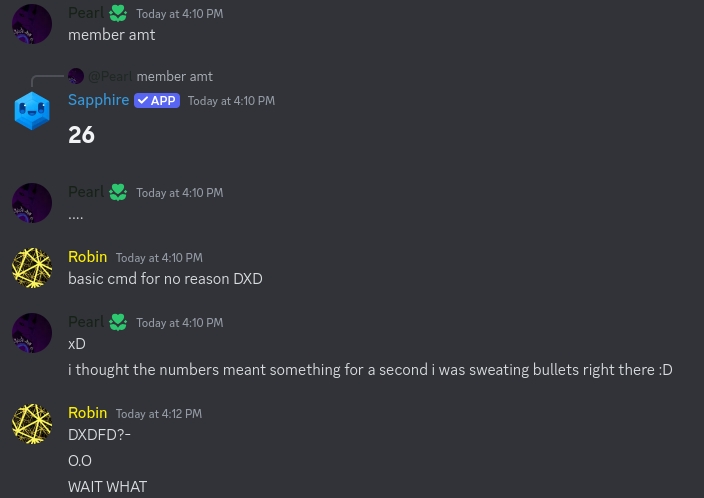 Pearl Today at 4:10 PM
member amt
@Pearl member amt
Sapphire APP Today at 4:10 PM
26
Pearl Today at 4:10 PM
....
Robin Today at 4:10 PM
basic cmd for no reason DXD
Pearl Today at 4:10 PM
xD
i thought the numbers meant something for a second i was sweating bullets right there :D
Robin Today at 4:12 PM
DXDFD?-
O.O
WAIT WHAT